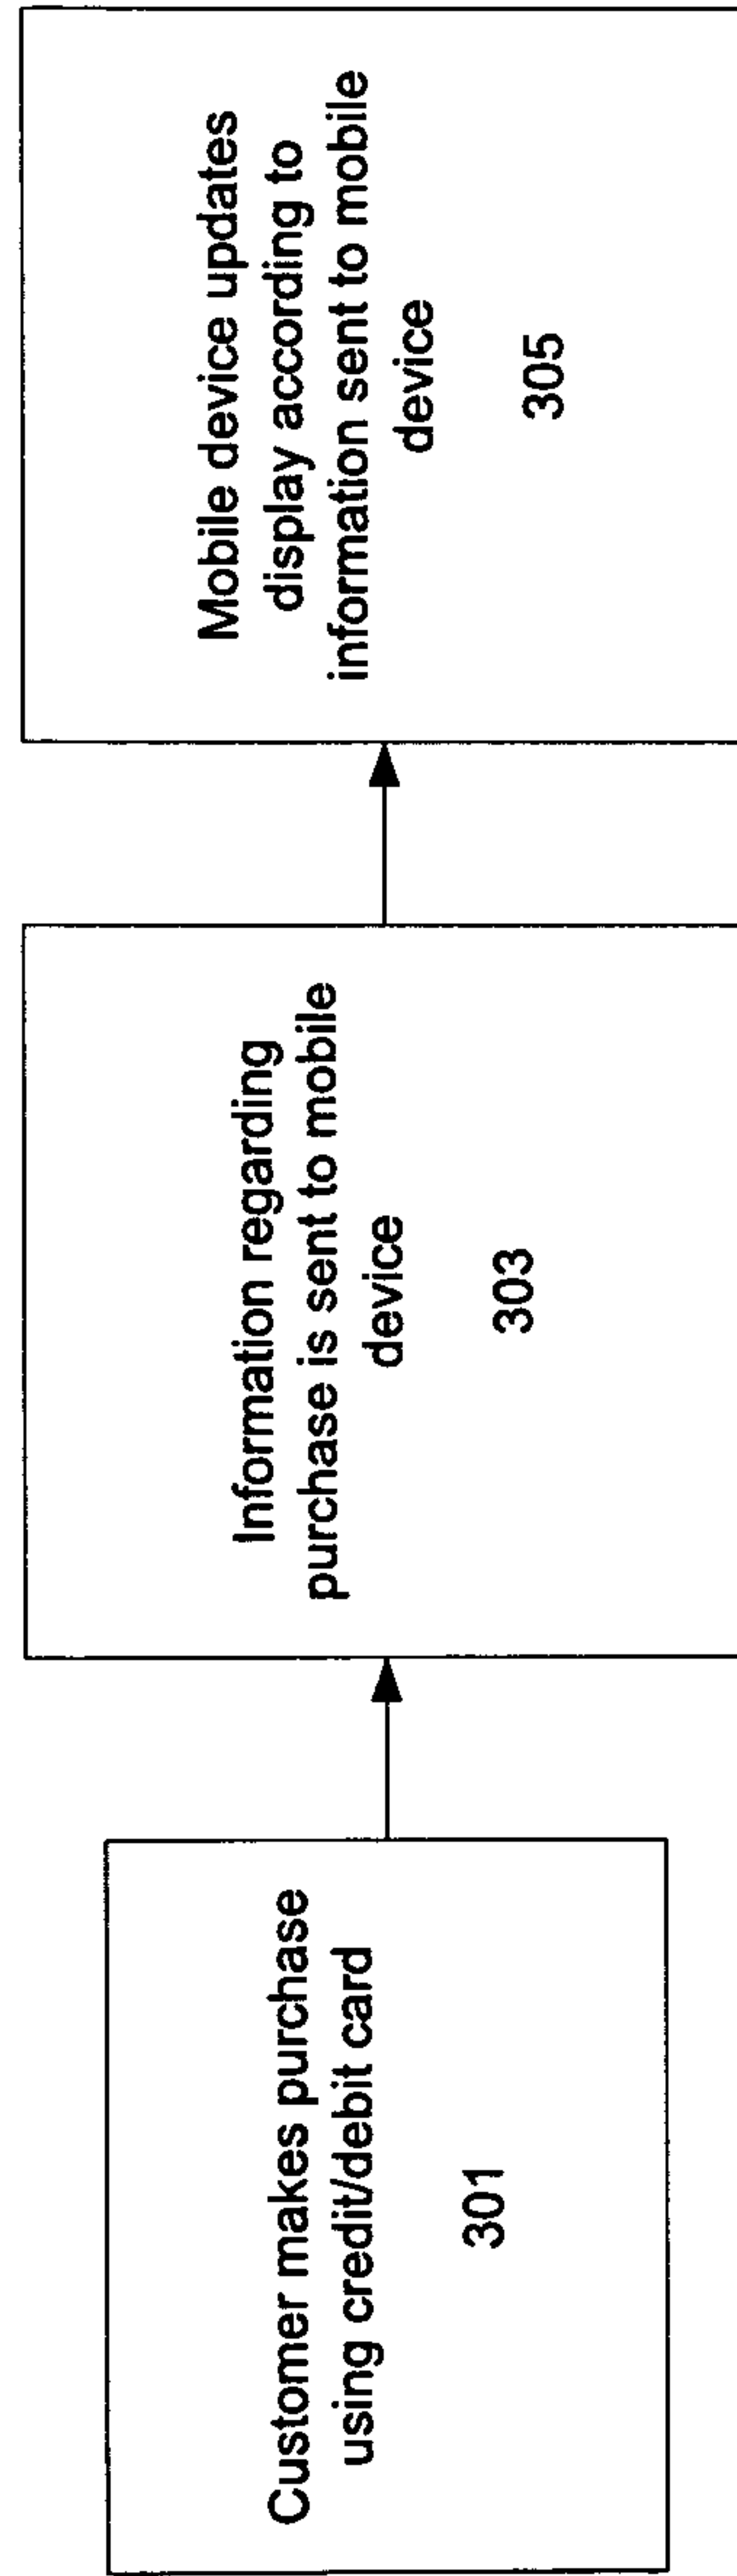 Customer makes purchase
using credit/debit card
301
Information regarding
purchase is sent to mobile
device
303
Mobile device updates
display according to
information sent to mobile
device
305